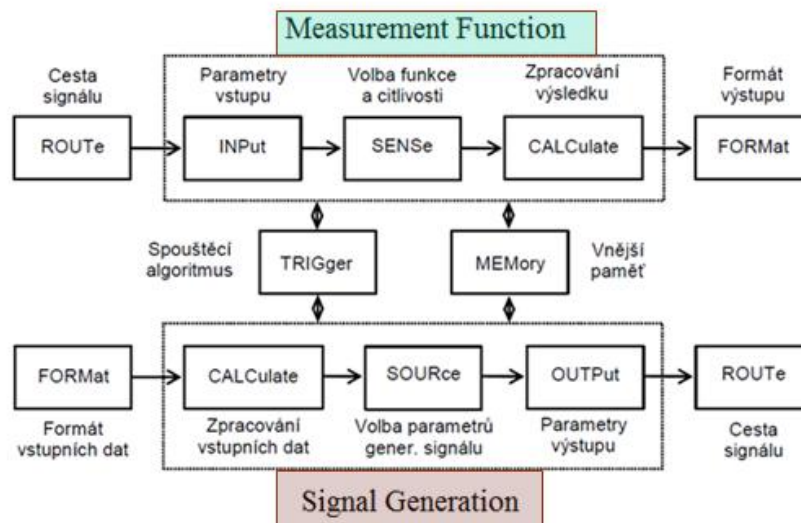 Measurement Function
Cesta
signálu
Parametry
vstupu
Volba funkce
a citlivosti
Zpracování
výsledku
Formát
výstupu
ROUTe
INPut
SENSe
CALCulate
FORMat
Spouštěcí
algoritmus
TRIGger
MEMory
Vnější
paměť
FORMat
CALCulate
SOURce
OUTPut
ROUTe
Formát
vstupních dat
Zpracování
vstupních dat
Volba parametrů
gener. signálu
Parametry
výstupu
Cesta
signálu
Signal Generation